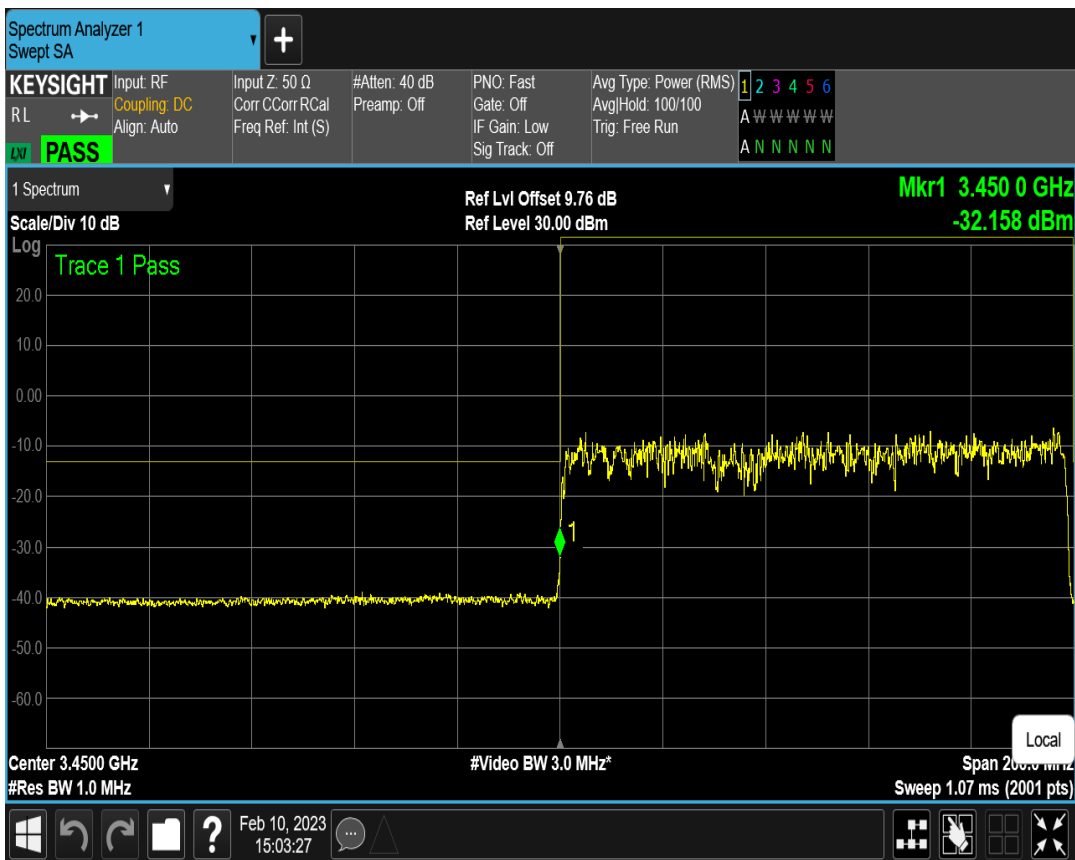 Spectrum Analyzer 1
Swept SA
+
KEYSIGHT
R L
LXI
PASS
Input: RF
Coupling: DC
Align: Auto
Input Z: 50 Ω
Corr CCorr RCal
Freq Ref: Int (S)
#Atten: 40 dB
Preamp: Off
PNO: Fast
Gate: Off
IF Gain: Low
Sig Track: Off
Avg Type: Power (RMS)
Avg|Hold: 100/100
Trig: Free Run
1 2 3 4 5 6
A W W W W W
A N N N N N
1 Spectrum
Scale/Div 10 dB
Ref Lvl Offset 9.76 dB
Ref Level 30.00 dBm
Mkr1 3.450 0 GHz
-32.158 dBm
Log
Trace 1 Pass
20.0
10.0
0.00
-10.0
-20.0
1
-30.0
-40.0
-50.0
-60.0
Local
Center 3.4500 GHz
#Video BW 3.0 MHz*
Span
#Res BW 1.0 MHz
Sweep 1.07 ms (2001 pts)
?
Feb 10, 2023
15:03:27